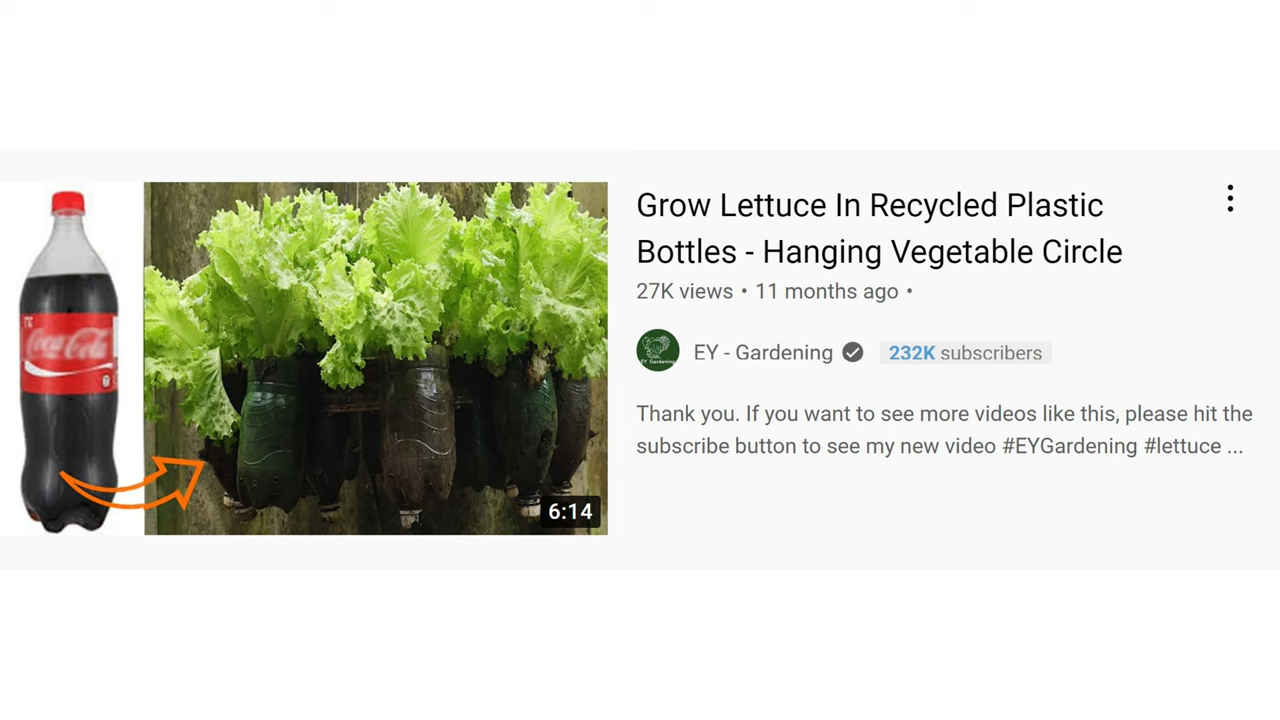 Coca-Cola
6:14
Grow Lettuce In Recycled Plastic
Bottles - Hanging Vegetable Circle
27K views • 11 months ago •
EY Gardening
EY - Gardening
232K subscribers
Thank you. If you want to see more videos like this, please hit the
subscribe button to see my new video #EYGardening #lettuce ...